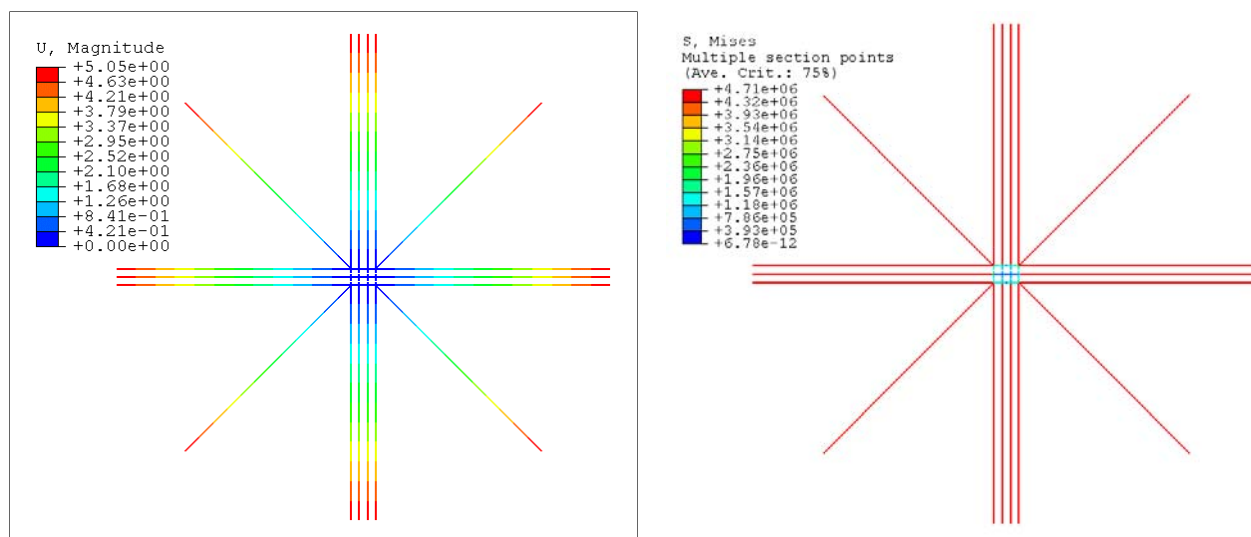 U, Magnitude
+5.05e+00
+4.63e+00
+4.21e+00
+3.79e+00
+3.37e+00
+2.95e+00
+2.52e+00
+2.10e+00
+1.68e+00
+1.26e+00
+8.41e-01
+4.21e-01
+0.00e+00
S, Mises
Multiple section points
(Ave. Crit.: 75%)
+4.71e+06
+4.32e+06
+3.93e+06
+3.54e+06
+3.14e+06
+2.75e+06
+2.36e+06
+1.96e+06
+1.57e+06
+1.18e+06
+7.86e+05
+3.93e+05
+6.78e-12